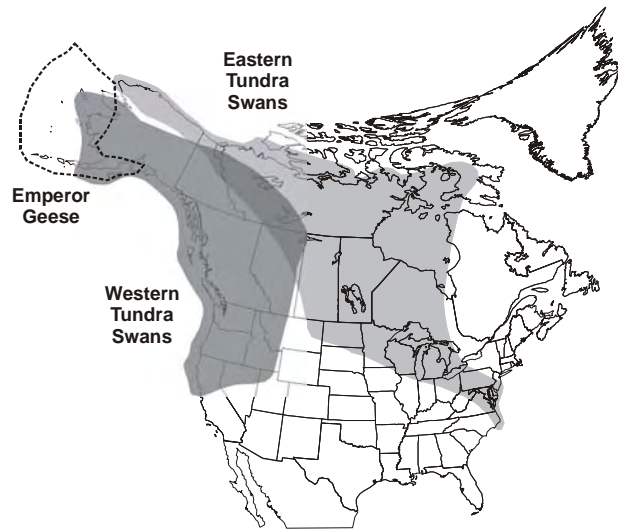 Eastern
Tundra
Swans
Emperor
Geese
Western
Tundra
Swans